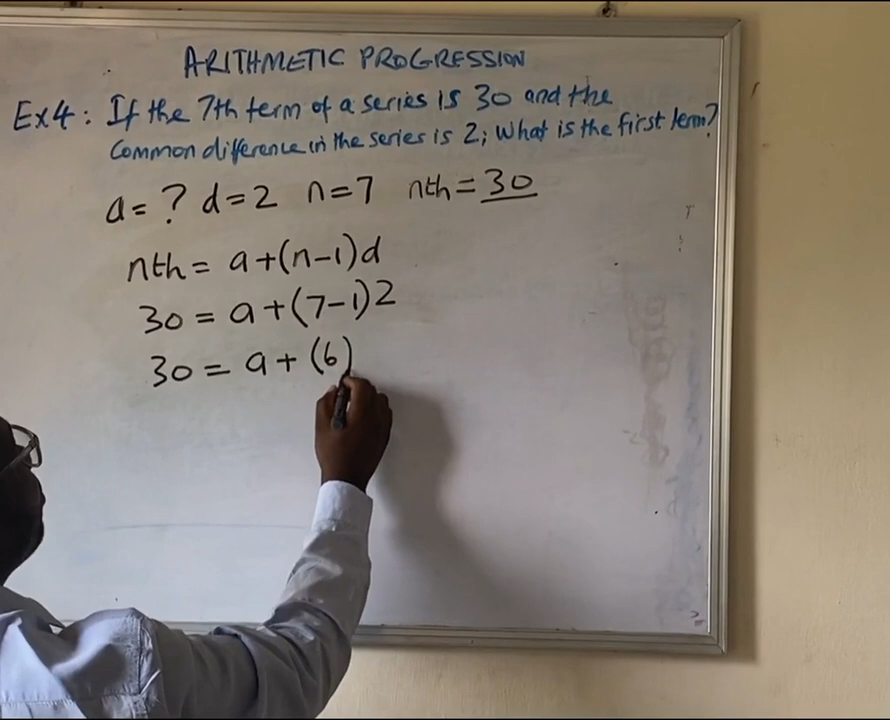 ARITHMETIC PROGRESSION
Ex4: If the 7th term of a series is 30 and the
Common difference in the series is 2; What is the first term?
a = ? d = 2 n = 7 nth = 30
nth = a + (n - 1)d
30 = a + (7 - 1)2
30 = a + (6)